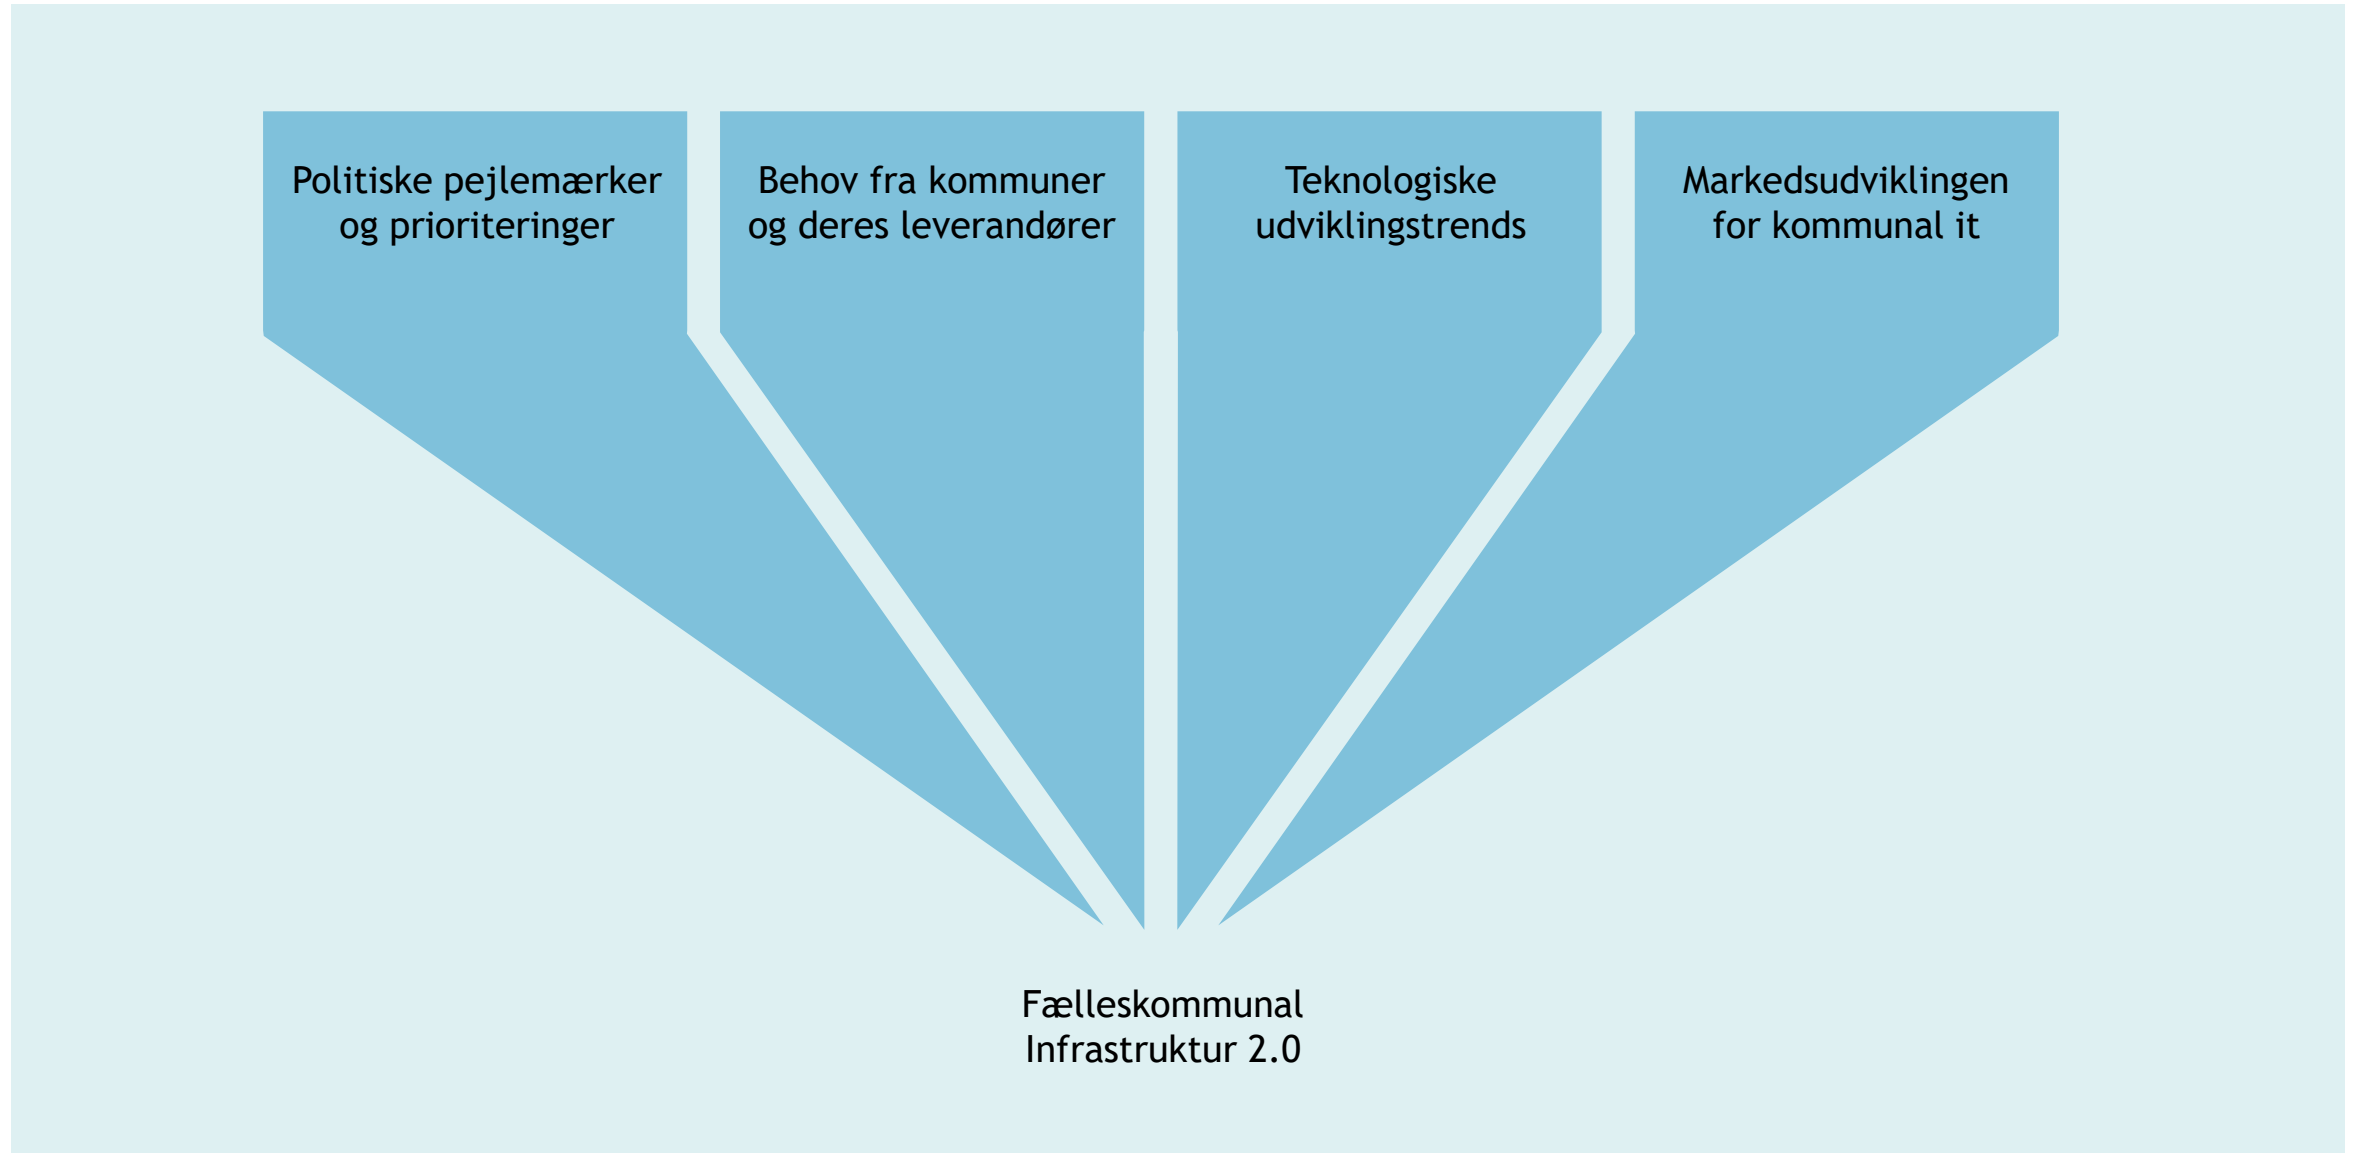 Politiske pejlemærker
og prioriteringer
Behov fra kommuner
og deres leverandører
Teknologiske
udviklingstrends
Markedsudviklingen
for kommunal it
Fælleskommunal
Infrastruktur 2.0